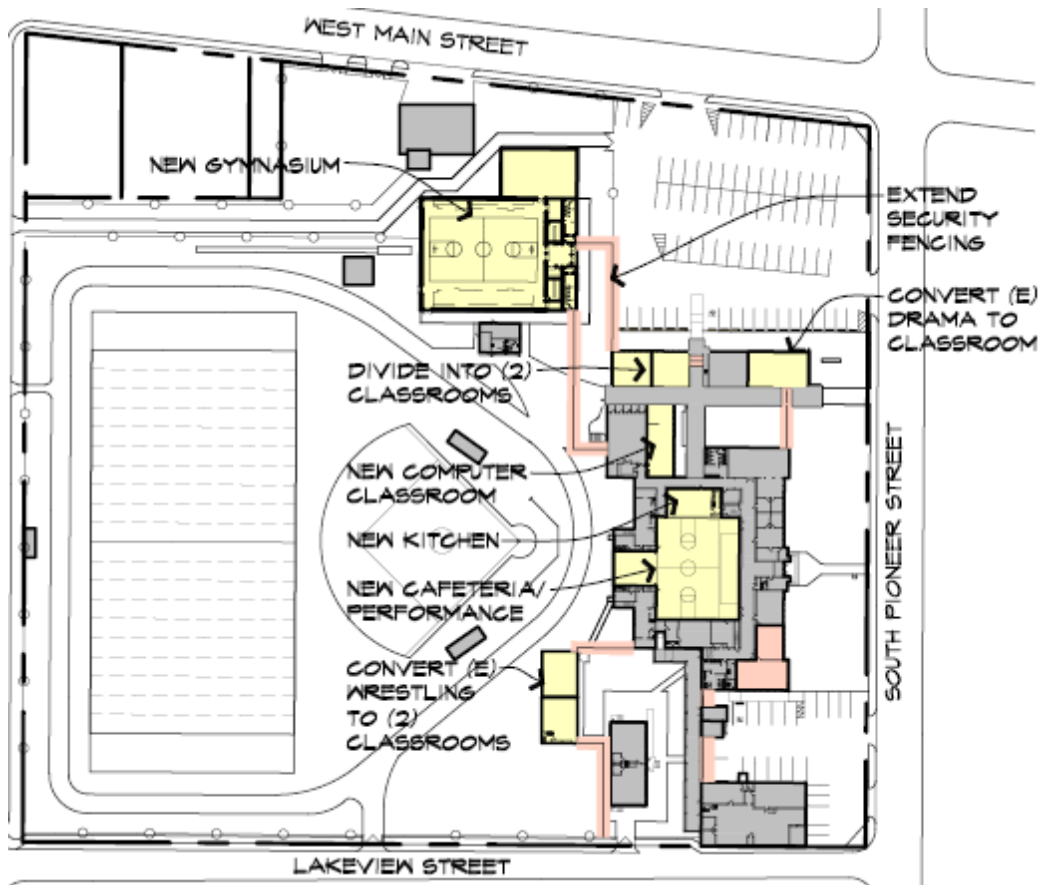 WEST MAIN STREET
NEW GYMNASIUM
EXTEND
SECURITY
FENCING
CONVERT (E)
DRAMA TO
CLASSROOM
DIVIDE INTO (2)
CLASSROOMS
NEW COMPUTER
CLASSROOM
NEW KITCHEN
NEW CAFETERIA/
PERFORMANCE
CONVERT (E)
WRESTLING
TO (2)
CLASSROOMS
SOUTH PIONEER STREET
LAKEVIEW STREET